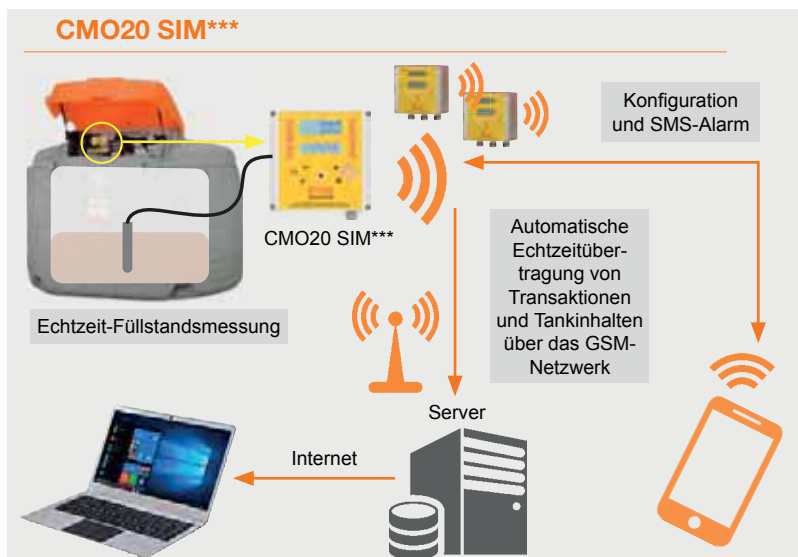 CMO20 SIM***
Konfiguration
und SMS-Alarm
CMO20 SIM***
Echtzeit-Füllstandsmessung
Automatische
Echtzeitüber-
tragung von
Transaktionen
und Tankinhalten
über das GSM-
Netzwerk
Server
Internet